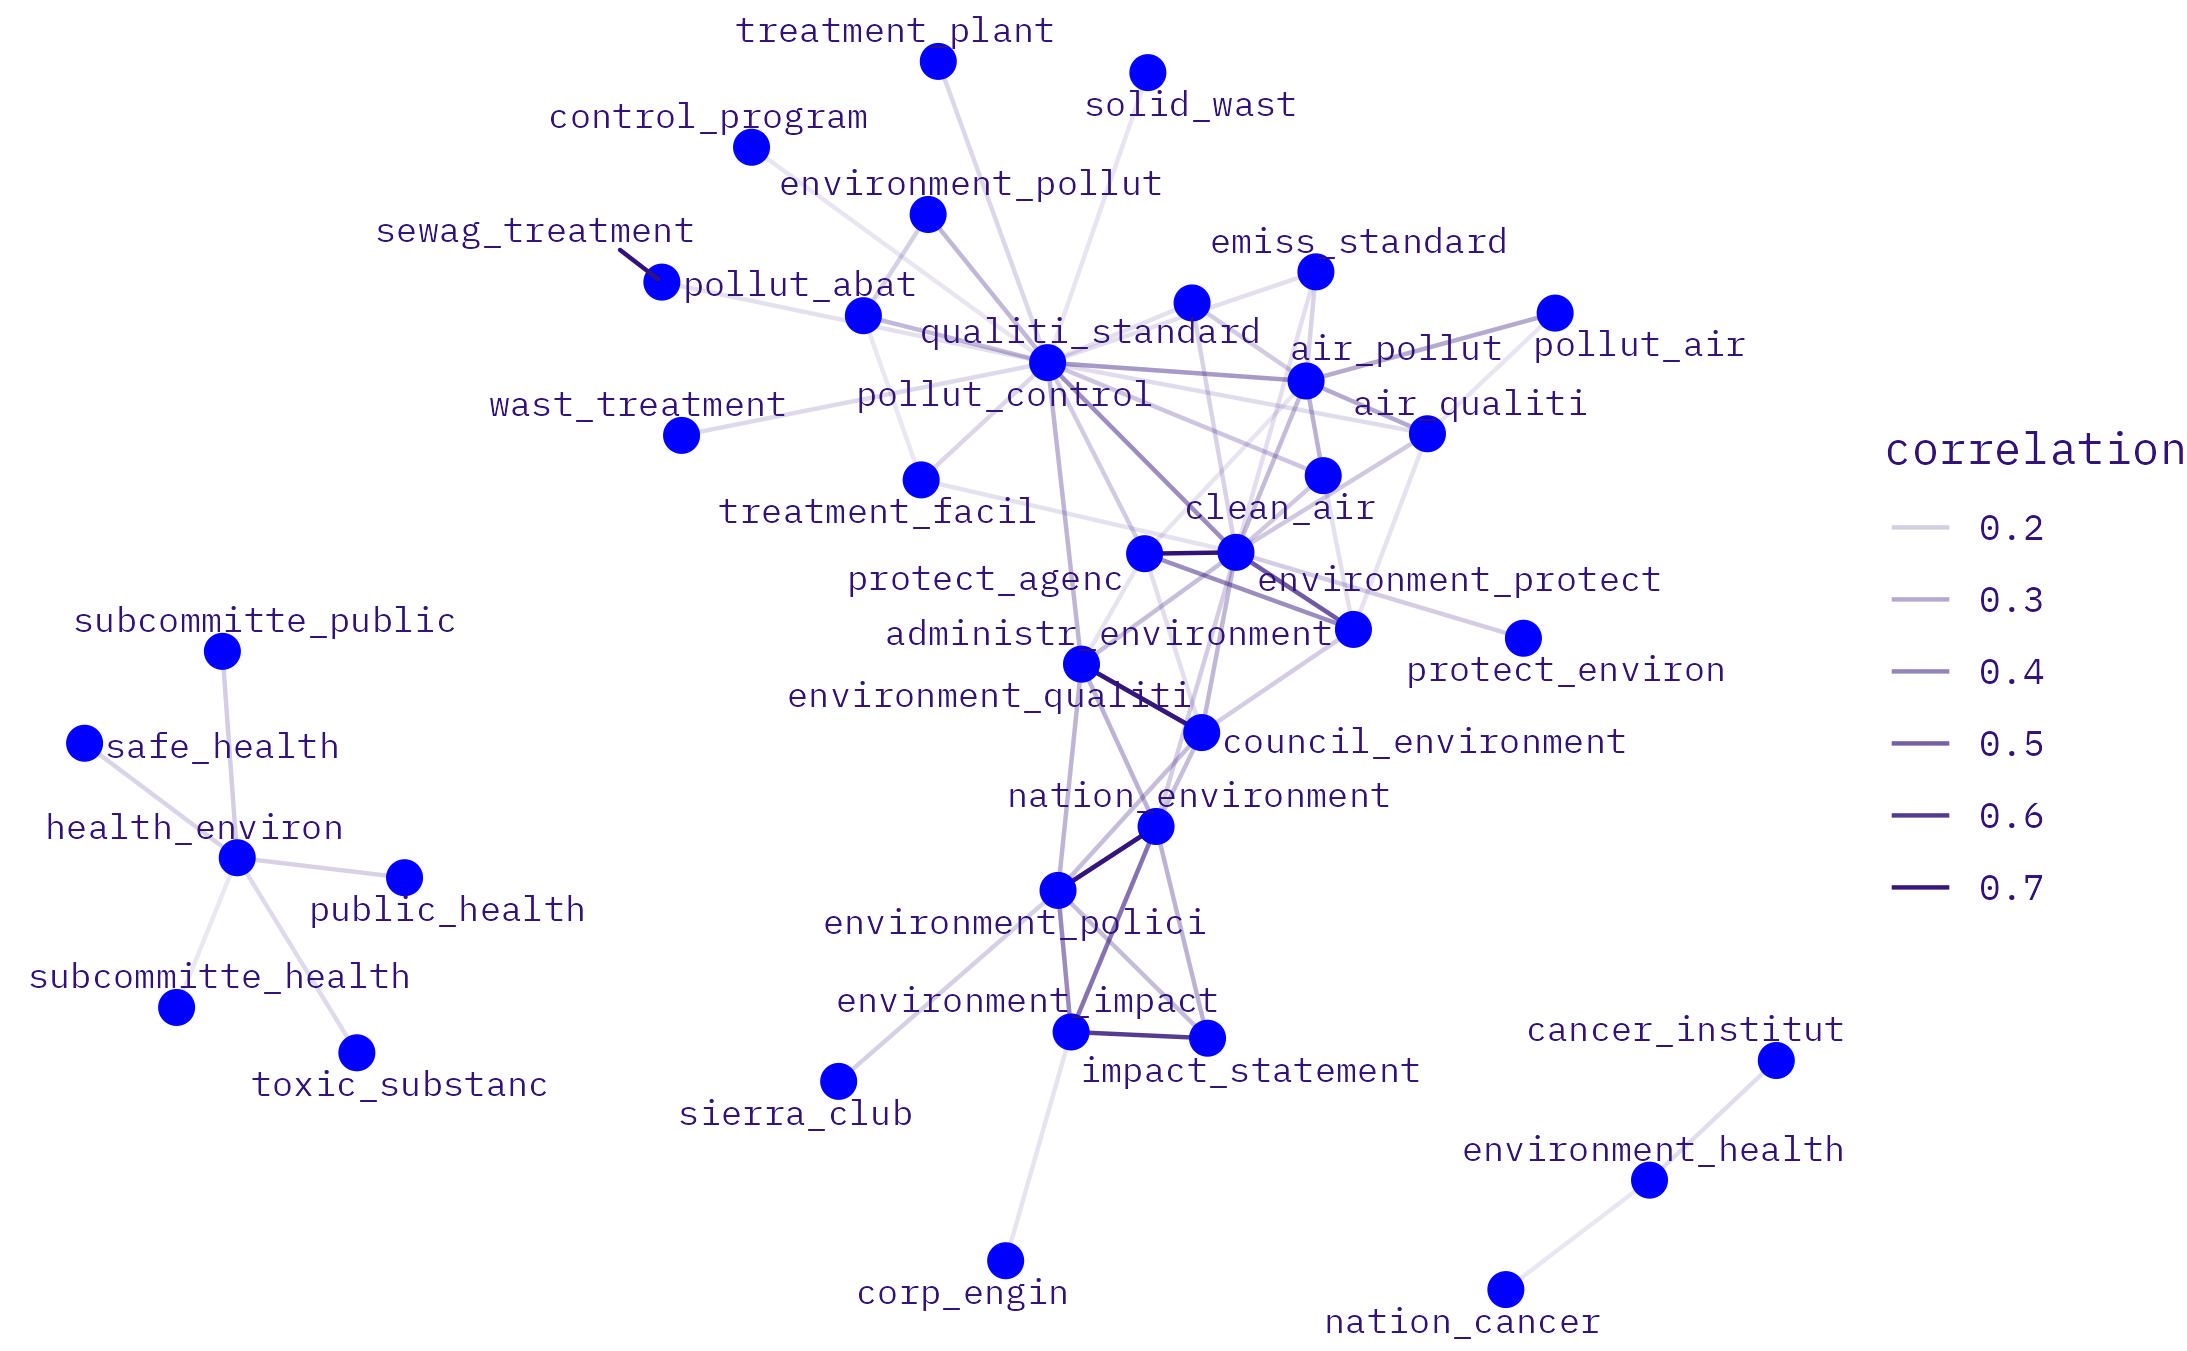 treatment_plant
solid_wast
control_program
environment_pollut
sewag_treatment
emiss_standard
pollut_abat
qualiti_standard
air_pollut
pollut_air
pollut_control
wast_treatment
air_qualiti
treatment_facil
clean_air
protect_agenc
environment_protect
administr_environment
protect_environ
environment_qualiti
council_environment
nation_environment
environment_polici
environment_impact
impact_statement
sierra_club
corp_engin
subcommitte_public
safe_health
health_environ
public_health
subcommitte_health
toxic_substanc
cancer_institut
environment_health
nation_cancer
correlation
0.2
0.3
0.4
0.5
0.6
0.7